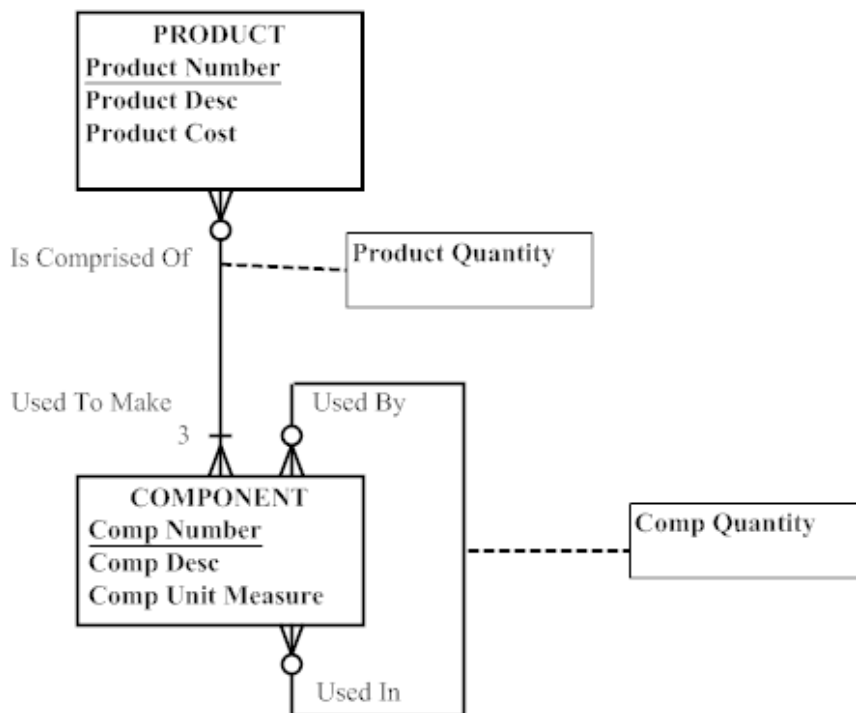 PRODUCT
Product Number
Product Desc
Product Cost
Is Comprised Of
Product Quantity
Used To Make
Used By
3
COMPONENT
Comp Number
Comp Desc
Comp Unit Measure
Comp Quantity
Used In